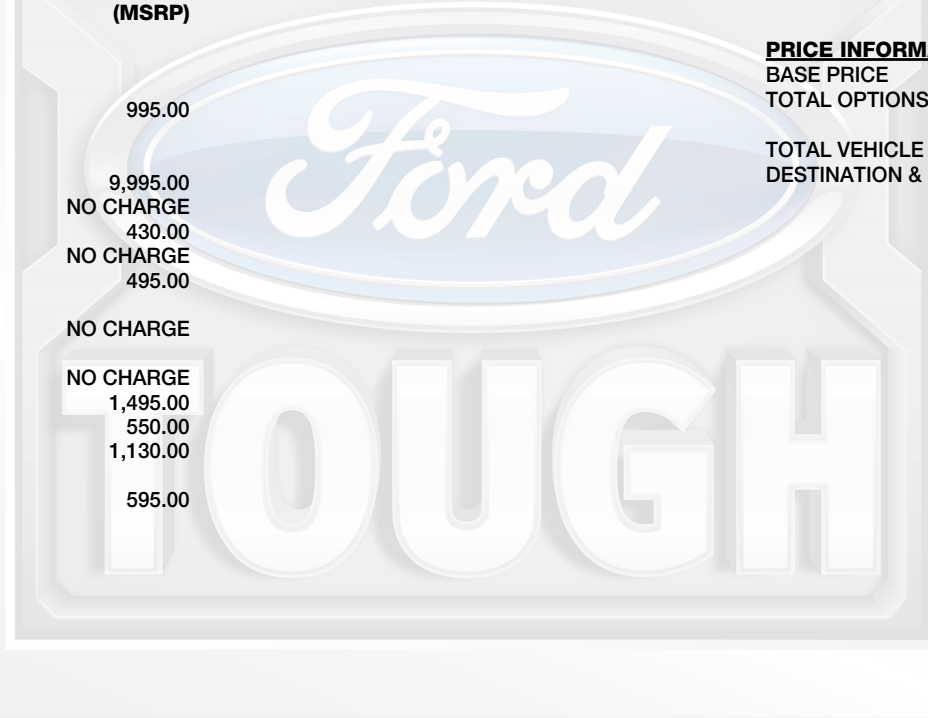 (MSRP)
995.00
9,995.00
NO CHARGE
430.00
NO CHARGE
495.00
NO CHARGE
NO CHARGE
1,495.00
550.00
1,130.00
595.00
PRICE INFORM
BASE PRICE
TOTAL OPTIONS
TOTAL VEHICLE
DESTINATION &
Ford
TOUGH